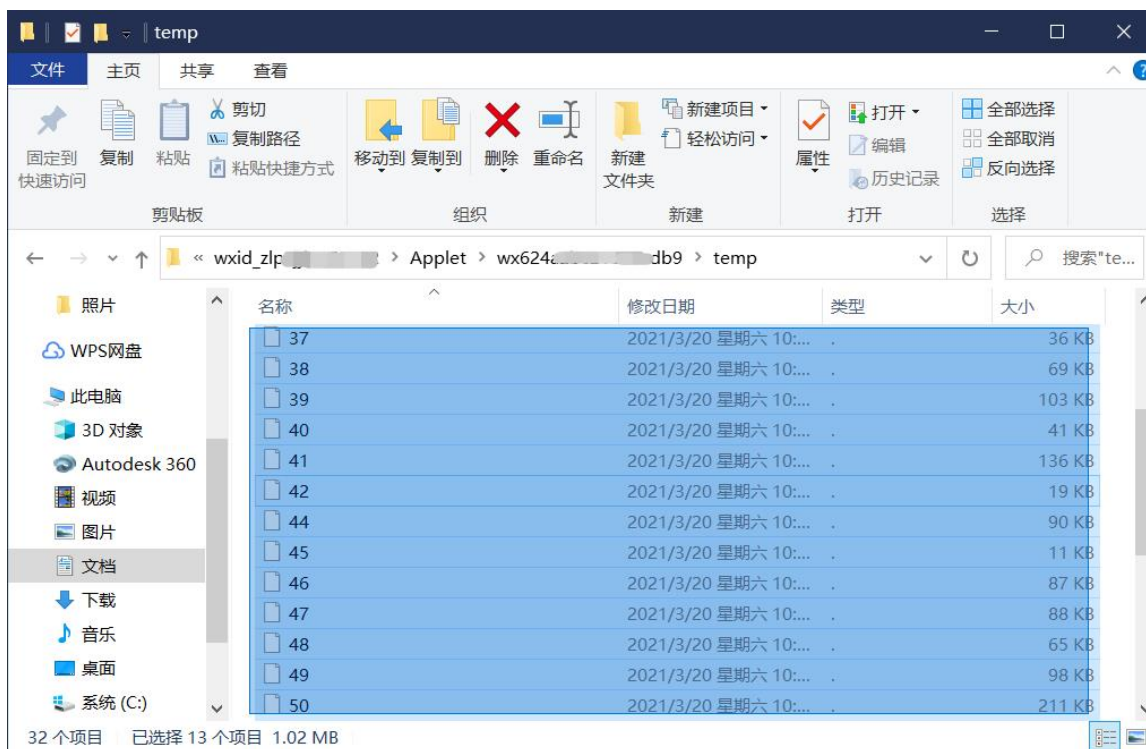 temp
文件 主页 共享 查看
固定到快速访问 复制 粘贴 剪切 复制路径 粘贴快捷方式 移动到 复制到 删除 重命名 新建文件夹 新建项目 轻松访问 属性 打开 编辑 历史记录 全部选择 全部取消 反向选择
剪贴板 组织 新建 打开 选择
« wxid_zlp > Applet > wx624 db9 > temp 搜索"te...
名称 修改日期 类型 大小
照片
WPS网盘
此电脑
3D 对象
Autodesk 360
视频
图片
文档
下载
音乐
桌面
系统 (C:)
37 2021/3/20 星期六 10:... . 36 KB
38 2021/3/20 星期六 10:... . 69 KB
39 2021/3/20 星期六 10:... . 103 KB
40 2021/3/20 星期六 10:... . 41 KB
41 2021/3/20 星期六 10:... . 136 KB
42 2021/3/20 星期六 10:... . 19 KB
44 2021/3/20 星期六 10:... . 90 KB
45 2021/3/20 星期六 10:... . 11 KB
46 2021/3/20 星期六 10:... . 87 KB
47 2021/3/20 星期六 10:... . 88 KB
48 2021/3/20 星期六 10:... . 65 KB
49 2021/3/20 星期六 10:... . 98 KB
50 2021/3/20 星期六 10:... . 211 KB
32 个项目 已选择 13 个项目 1.02 MB